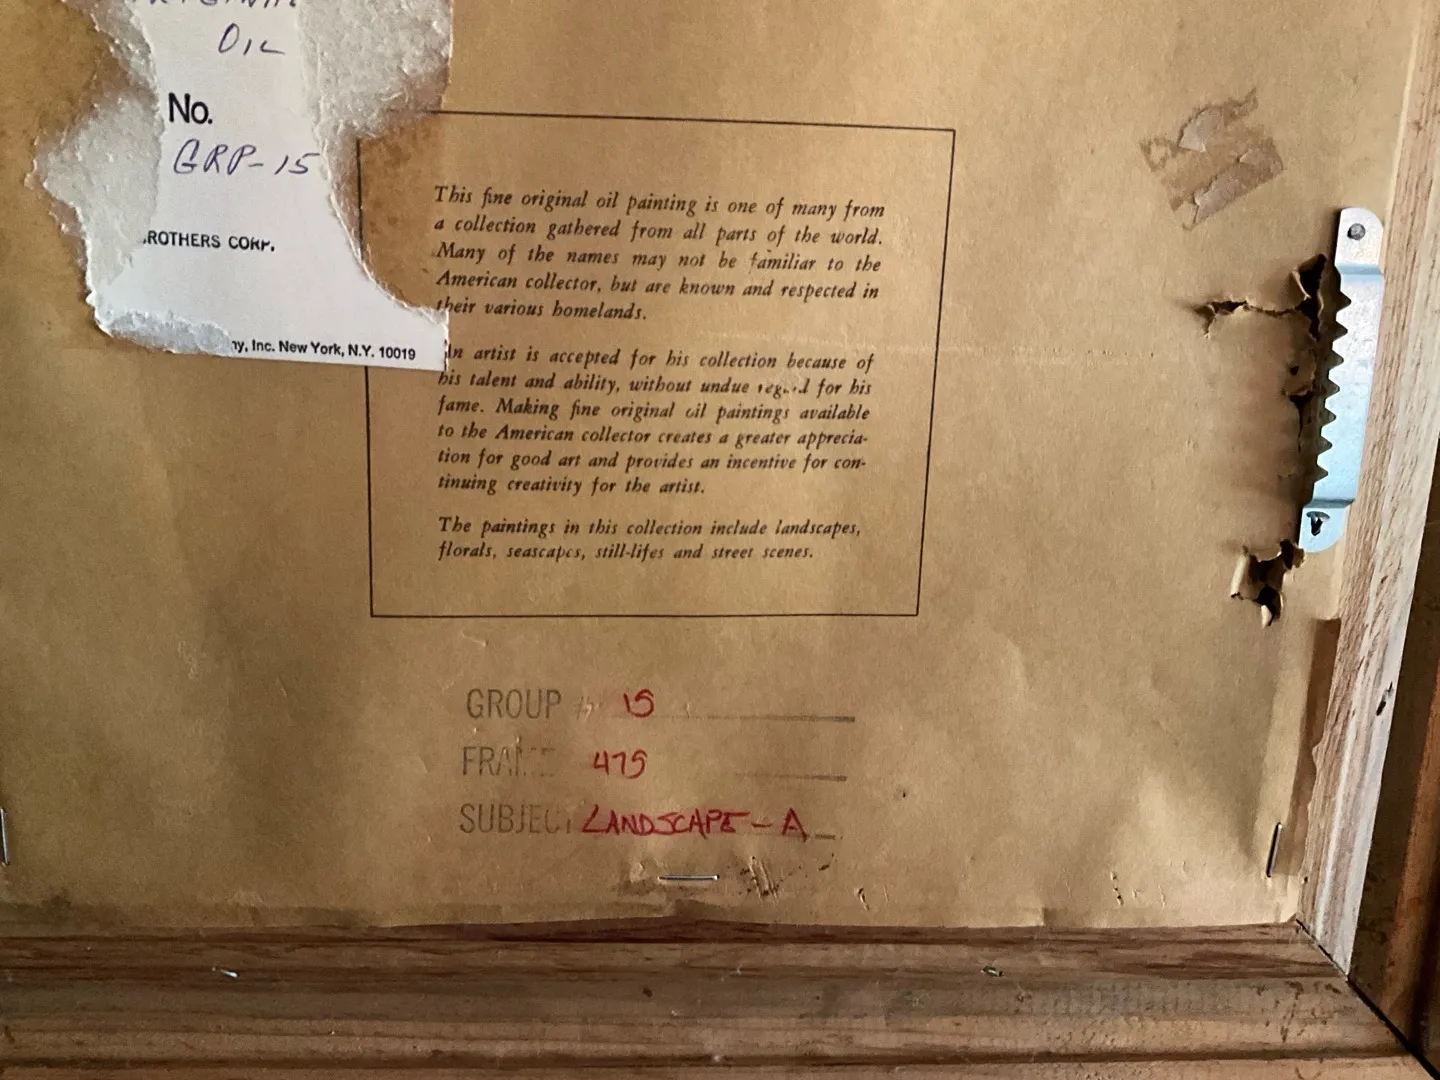 OIL
No.
GRP-15
ROTHERS CORP.
Inc. New York, N.Y. 10019
This fine original oil painting is one of many from
a collection gathered from all parts of the world.
Many of the names may not be familiar to the
American collector, but are known and respected in
their various homelands.
An artist is accepted for his collection because of
his talent and ability, without undue for his
fame. Making fine original oil paintings available
to the American collector creates a greater apprecia-
tion for good art and provides an incentive for con-
tinuing creativity for the artist.
The paintings in this collection include landscapes,
florals, seascapes, still-lifes and street scenes.
GROUP # 15
FRAME 475
SUBJECT LANDSCAPE-A